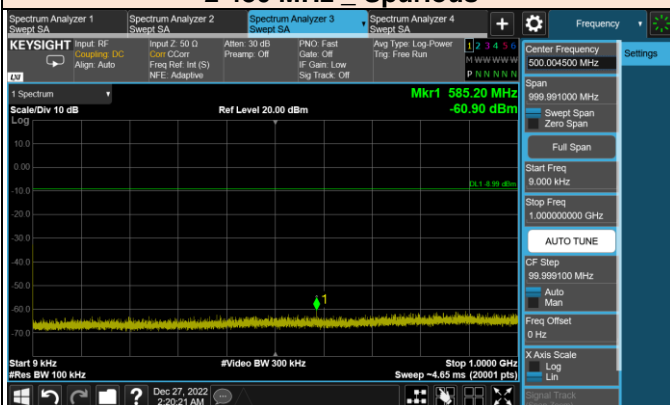 2 480 MHz _ Spurious
Spectrum Analyzer 1
Swept SA
Spectrum Analyzer 2
Swept SA
Spectrum Analyzer 3
Swept SA
Spectrum Analyzer 4
Swept SA
+
Frequency
KEYSIGHT
Input: RF
Coupling: DC
Align: Auto
Input Z: 50 Ω
Corr CCorr
Freq Ref: Int (S)
NFE: Adaptive
Atten: 30 dB
Preamp: Off
PNO: Fast
Gate: Off
IF Gain: Low
Sig Track: Off
Avg Type: Log-Power
Trig: Free Run
1 2 3 4 5 6
M W W W W W
P N N N N N
LXI
1 Spectrum
Scale/Div 10 dB
Ref Level 20.00 dBm
Mkr1 585.20 MHz
-60.90 dBm
Log
10.0
0.00
-10.0
-20.0
-30.0
-40.0
-50.0
-60.0
-70.0
DL1 -8.99 dBm
1
Start 9 kHz
#Res BW 100 kHz
#Video BW 300 kHz
Stop 1.0000 GHz
Sweep ~4.65 ms (20001 pts)
Center Frequency
500.004500 MHz
Settings
Span
999.991000 MHz
Swept Span
Zero Span
Full Span
Start Freq
9.000 kHz
Stop Freq
1.000000000 GHz
AUTO TUNE
CF Step
99.999100 MHz
Auto
Man
Freq Offset
0 Hz
X Axis Scale
Log
Lin
Signal Track
?
Dec 27, 2022
2:20:21 AM